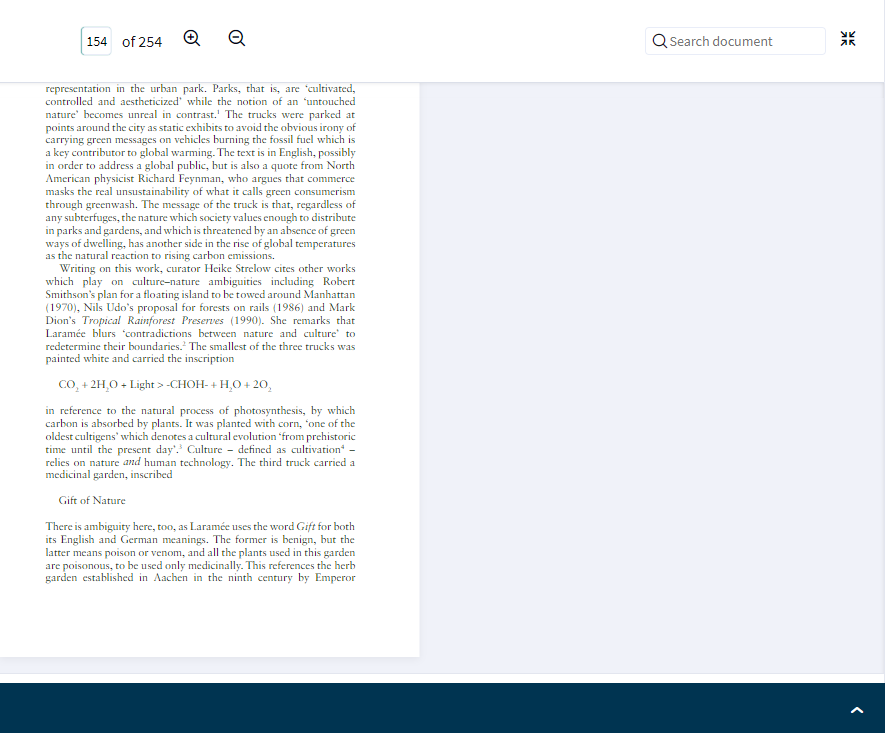 154 of 254
Search document
representation in the urban park. Parks, that is, are ‘cultivated,
controlled and aestheticized’ while the notion of an ‘untouched
nature’ becomes unreal in contrast.¹ The trucks were parked at
points around the city as static exhibits to avoid the obvious irony of
carrying green messages on vehicles burning the fossil fuel which is
a key contributor to global warming. The text is in English, possibly
in order to address a global public, but is also a quote from North
American physicist Richard Feynman, who argues that commerce
masks the real unsustainability of what it calls green consumerism
through greenwash. The message of the truck is that, regardless of
any subterfuges, the nature which society values enough to distribute
in parks and gardens, and which is threatened by an absence of green
ways of dwelling, has another side in the rise of global temperatures
as the natural reaction to rising carbon emissions.
Writing on this work, curator Heike Strelow cites other works
which play on culture–nature ambiguities including Robert
Smithson’s plan for a floating island to be towed around Manhattan
(1970), Nils Udo’s proposal for forests on rails (1986) and Mark
Dion’s Tropical Rainforest Preserves (1990). She remarks that
Laramée blurs ‘contradictions between nature and culture’ to
redetermine their boundaries.² The smallest of the three trucks was
painted white and carried the inscription
CO₂ + 2H₂O + Light > -CHOH- + H₂O + 2O₂
in reference to the natural process of photosynthesis, by which
carbon is absorbed by plants. It was planted with corn, ‘one of the
oldest cultigens’ which denotes a cultural evolution ‘from prehistoric
time until the present day’.³ Culture – defined as cultivation⁴ –
relies on nature and human technology. The third truck carried a
medicinal garden, inscribed
Gift of Nature
There is ambiguity here, too, as Laramée uses the word Gift for both
its English and German meanings. The former is benign, but the
latter means poison or venom, and all the plants used in this garden
are poisonous, to be used only medicinally. This references the herb
garden established in Aachen in the ninth century by Emperor